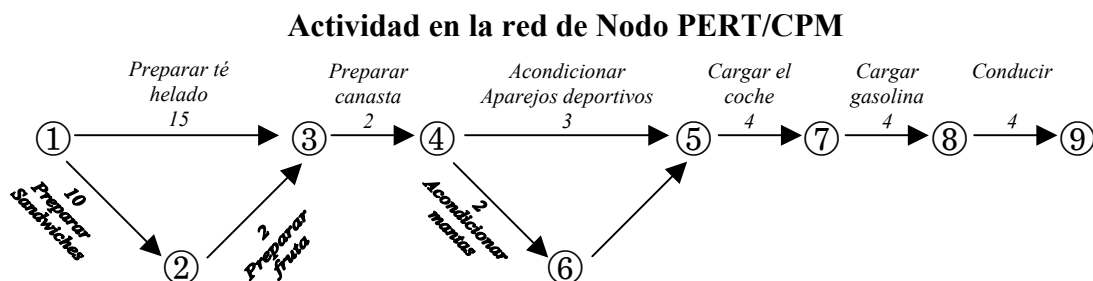 Actividad en la red de Nodo PERT/CPM
Preparar té
helado
15
Preparar
canasta
2
Acondicionar
Aparejos deportivos
3
Cargar el
coche
4
Cargar
gasolina
4
Conducir
4
①
③
④
⑤
⑦
⑧
⑨
10
Preparar
Sandwiches
2
Preparar
fruta
2
Acondicionar
mantas
②
⑥